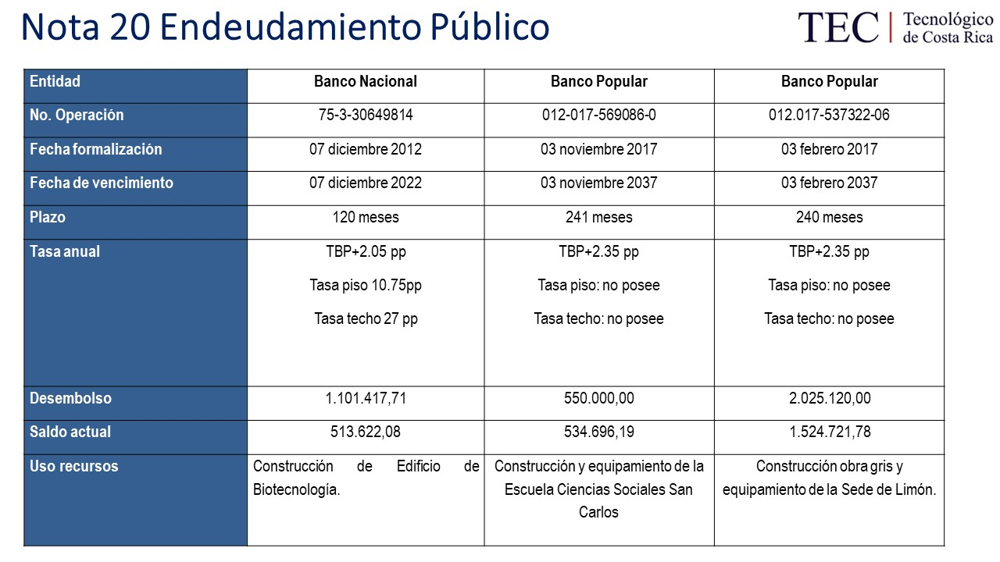 Nota 20 Endeudamiento Público
TEC | Tecnológico
de Costa Rica
Entidad Banco Nacional Banco Popular Banco Popular
No. Operación 75-3-30649814 012-017-569086-0 012.017-537322-06
Fecha formalización 07 diciembre 2012 03 noviembre 2017 03 febrero 2017
Fecha de vencimiento 07 diciembre 2022 03 noviembre 2037 03 febrero 2037
Plazo 120 meses 241 meses 240 meses
Tasa anual TBP+2.05 pp TBP+2.35 pp TBP+2.35 pp
Tasa piso 10.75pp Tasa piso: no posee Tasa piso: no posee
Tasa techo 27 pp Tasa techo: no posee Tasa techo: no posee
Desembolso 1.101.417,71 550.000,00 2.025.120,00
Saldo actual 513.622,08 534.696,19 1.524.721,78
Uso recursos Construcción de Edificio de Construcción y equipamiento de la Construcción obra gris y
Biotecnología. Escuela Ciencias Sociales San equipamiento de la Sede de Limón.
Carlos